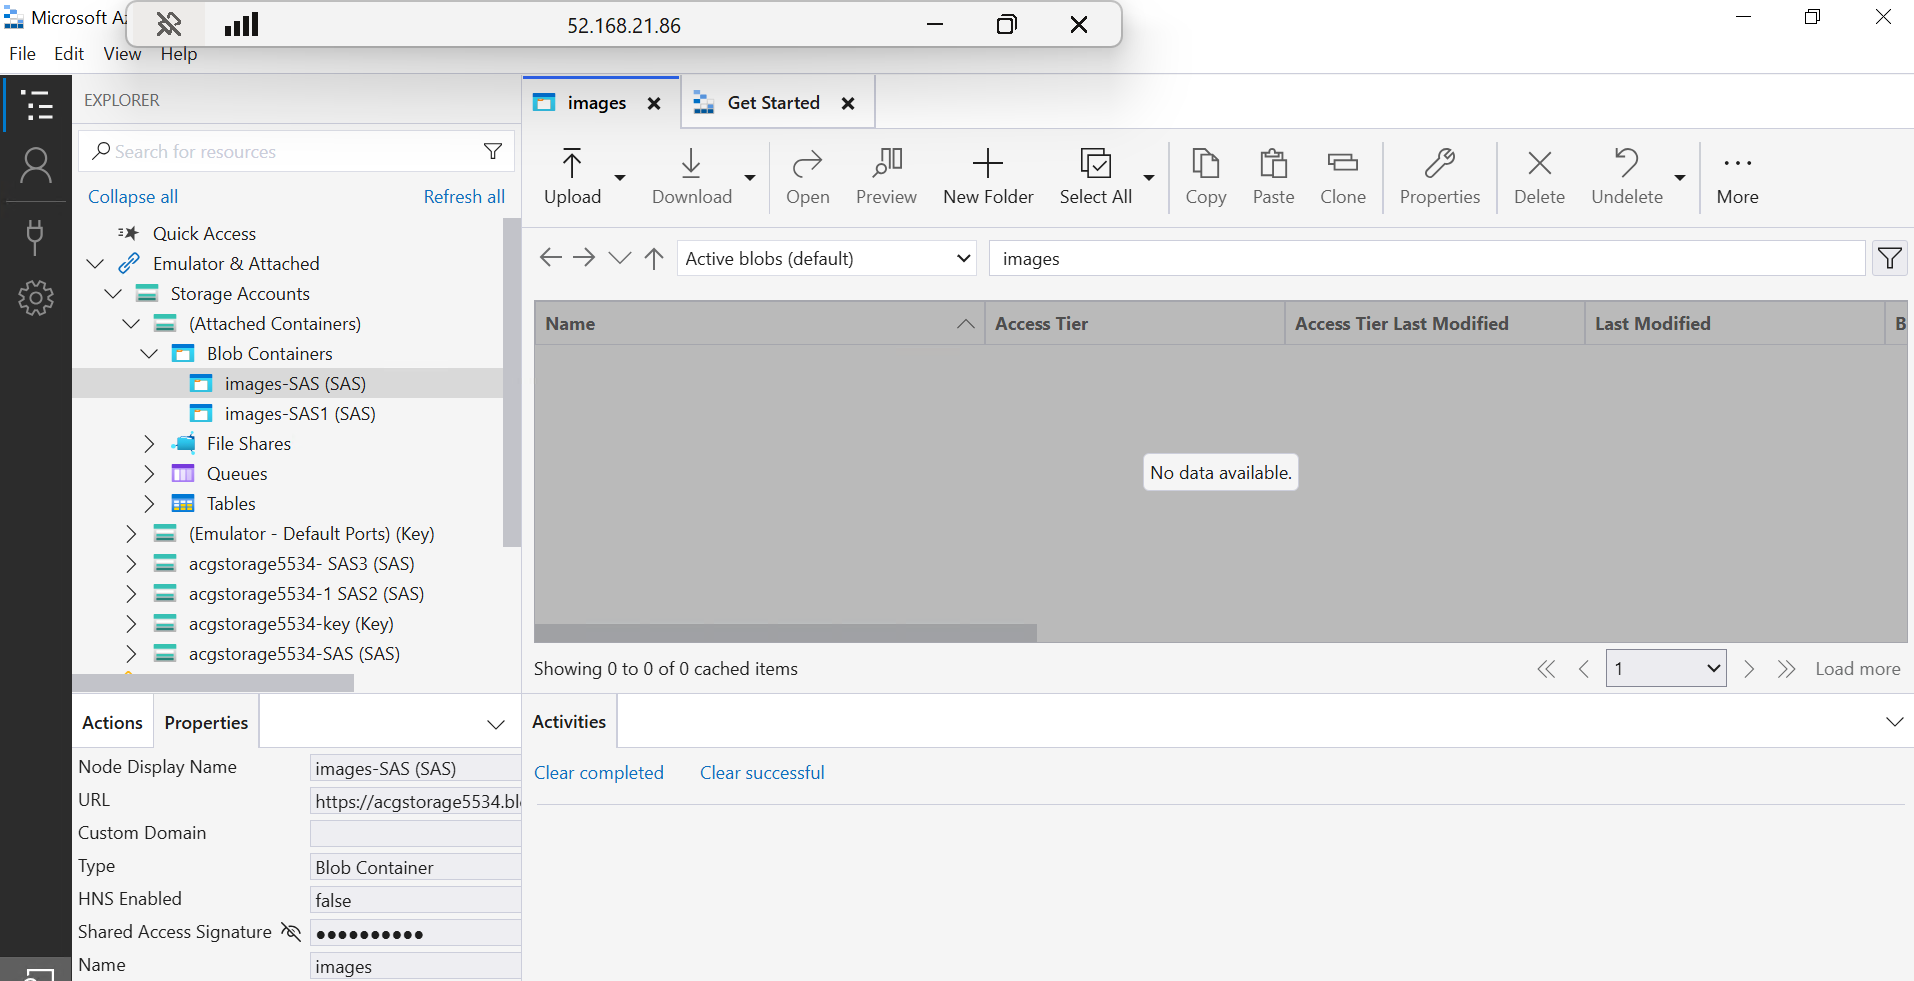 Microsoft Az
52.168.21.86
File Edit View Help
EXPLORER
Search for resources
Collapse all Refresh all
Quick Access
Emulator & Attached
Storage Accounts
(Attached Containers)
Blob Containers
images-SAS (SAS)
images-SAS1 (SAS)
File Shares
Queues
Tables
(Emulator - Default Ports) (Key)
acgstorage5534- SAS3 (SAS)
acgstorage5534-1 SAS2 (SAS)
acgstorage5534-key (Key)
acgstorage5534-SAS (SAS)
Actions Properties
Node Display Name images-SAS (SAS)
URL https://acgstorage5534.bl
Custom Domain
Type Blob Container
HNS Enabled false
Shared Access Signature ●●●●●●●●●●
Name images
images Get Started
Upload Download Open Preview New Folder Select All Copy Paste Clone Properties Delete Undelete More
Active blobs (default) images
Name Access Tier Access Tier Last Modified Last Modified B
No data available.
Showing 0 to 0 of 0 cached items 1 Load more
Activities
Clear completed Clear successful